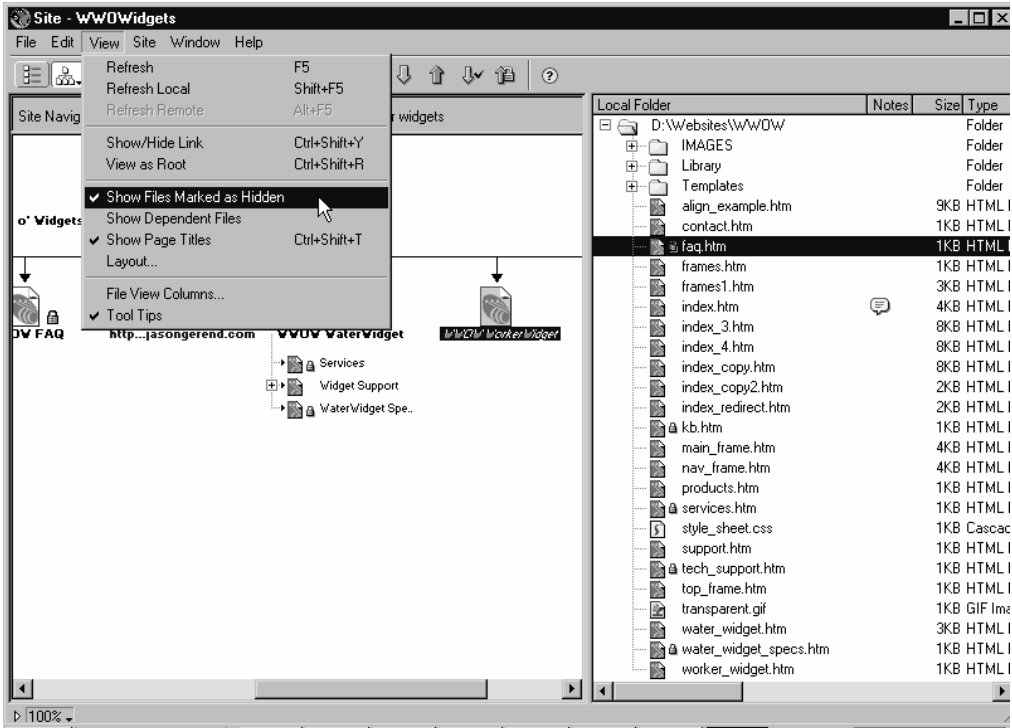 Site - WWOWidgets
File Edit View Site Window Help
Refresh F5
Refresh Local Shift+F5
Refresh Remote Alt+F5
Show/Hide Link Ctrl+Shift+Y
View as Root Ctrl+Shift+R
Show Files Marked as Hidden
Show Dependent Files
Show Page Titles Ctrl+Shift+T
Layout...
File View Columns...
Tool Tips
Site Navig
r widgets
o' Widgets
OW FAQ
http...jasongerend.com
WWOW WaterWidget
WWOW WorkerWidget
Services
Widget Support
WaterWidget Spe..
Local Folder Notes Size Type
D:\Websites\WWOW Folder
IMAGES Folder
Library Folder
Templates Folder
align_example.htm 9KB HTML
contact.htm 1KB HTML
faq.htm 1KB HTML
frames.htm 1KB HTML
frames1.htm 3KB HTML
index.htm 4KB HTML
index_3.htm 8KB HTML
index_4.htm 8KB HTML
index_copy.htm 8KB HTML
index_copy2.htm 2KB HTML
index_redirect.htm 2KB HTML
kb.htm 1KB HTML
main_frame.htm 4KB HTML
nav_frame.htm 4KB HTML
products.htm 1KB HTML
services.htm 1KB HTML
style_sheet.css 1KB Cascad
support.htm 1KB HTML
tech_support.htm 1KB HTML
top_frame.htm 1KB HTML
transparent.gif 1KB GIF Ima
water_widget.htm 3KB HTML
water_widget_specs.htm 1KB HTML
worker_widget.htm 1KB HTML
100%